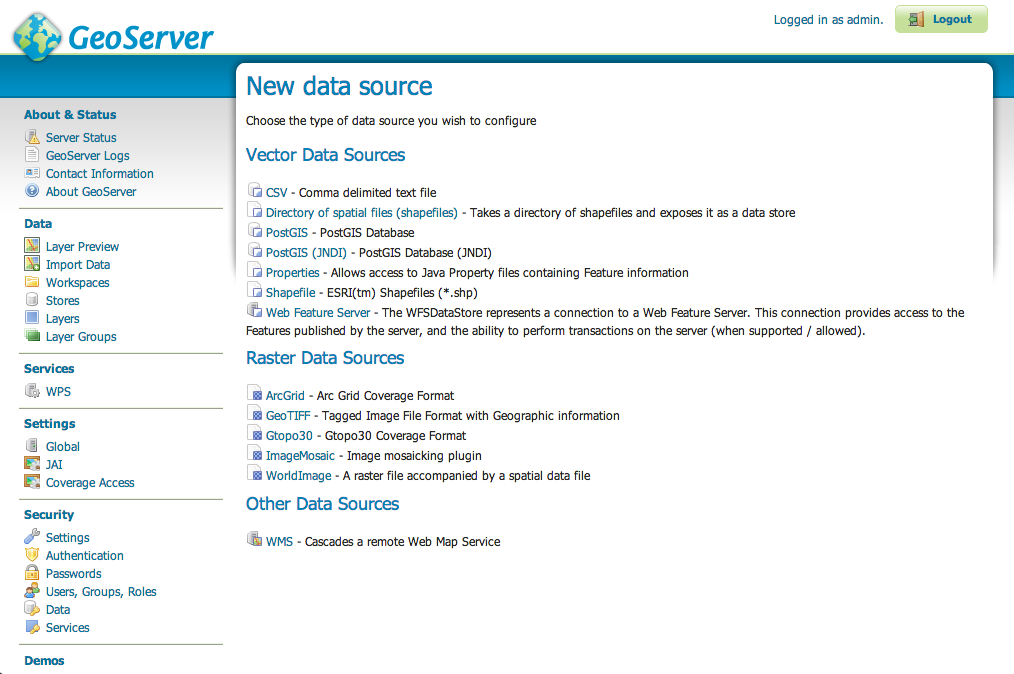 GeoServer
Logged in as admin.
Logout
About & Status
Server Status
GeoServer Logs
Contact Information
About GeoServer
Data
Layer Preview
Import Data
Workspaces
Stores
Layers
Layer Groups
Services
WPS
Settings
Global
JAI
Coverage Access
Security
Settings
Authentication
Passwords
Users, Groups, Roles
Data
Services
Demos
New data source
Choose the type of data source you wish to configure
Vector Data Sources
CSV - Comma delimited text file
Directory of spatial files (shapefiles) - Takes a directory of shapefiles and exposes it as a data store
PostGIS - PostGIS Database
PostGIS (JNDI) - PostGIS Database (JNDI)
Properties - Allows access to Java Property files containing Feature information
Shapefile - ESRI(tm) Shapefiles (*.shp)
Web Feature Server - The WFSDataStore represents a connection to a Web Feature Server. This connection provides access to the
Features published by the server, and the ability to perform transactions on the server (when supported / allowed).
Raster Data Sources
ArcGrid - Arc Grid Coverage Format
GeoTIFF - Tagged Image File Format with Geographic information
Gtopo30 - Gtopo30 Coverage Format
ImageMosaic - Image mosaicking plugin
WorldImage - A raster file accompanied by a spatial data file
Other Data Sources
WMS - Cascades a remote Web Map Service